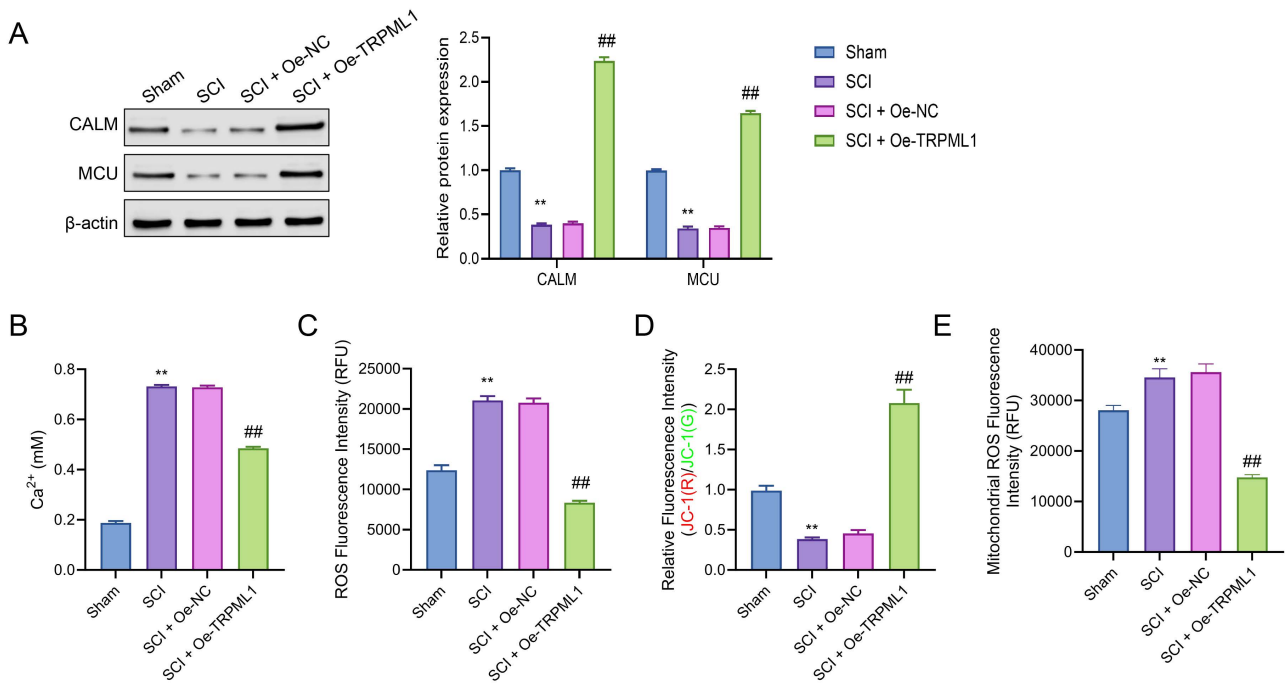 A
Sham
SCI
SCI + Oe-NC
SCI + Oe-TRPML1
CALM
MCU
β-actin
Relative protein expression
2.5
2.0
1.5
1.0
0.5
0.0
**
##
**
##
CALM
MCU
Sham
SCI
SCI + Oe-NC
SCI + Oe-TRPML1
B
Ca2+ (mM)
0.8
0.6
0.4
0.2
0.0
**
##
Sham
SCI
SCI + Oe-NC
SCI + Oe-TRPML1
C
ROS Fluorescence Intensity (RFU)
25000
20000
15000
10000
5000
0
**
##
Sham
SCI
SCI + Oe-NC
SCI + Oe-TRPML1
D
Relative Fluorescenece Intensity
(JC-1(R)/JC-1(G))
2.5
2.0
1.5
1.0
0.5
0.0
**
##
Sham
SCI
SCI + Oe-NC
SCI + Oe-TRPML1
E
Mitochondrial ROS Fluorescence
Intensity (RFU)
40000
30000
20000
10000
0
**
##
Sham
SCI
SCI + Oe-NC
SCI + Oe-TRPML1